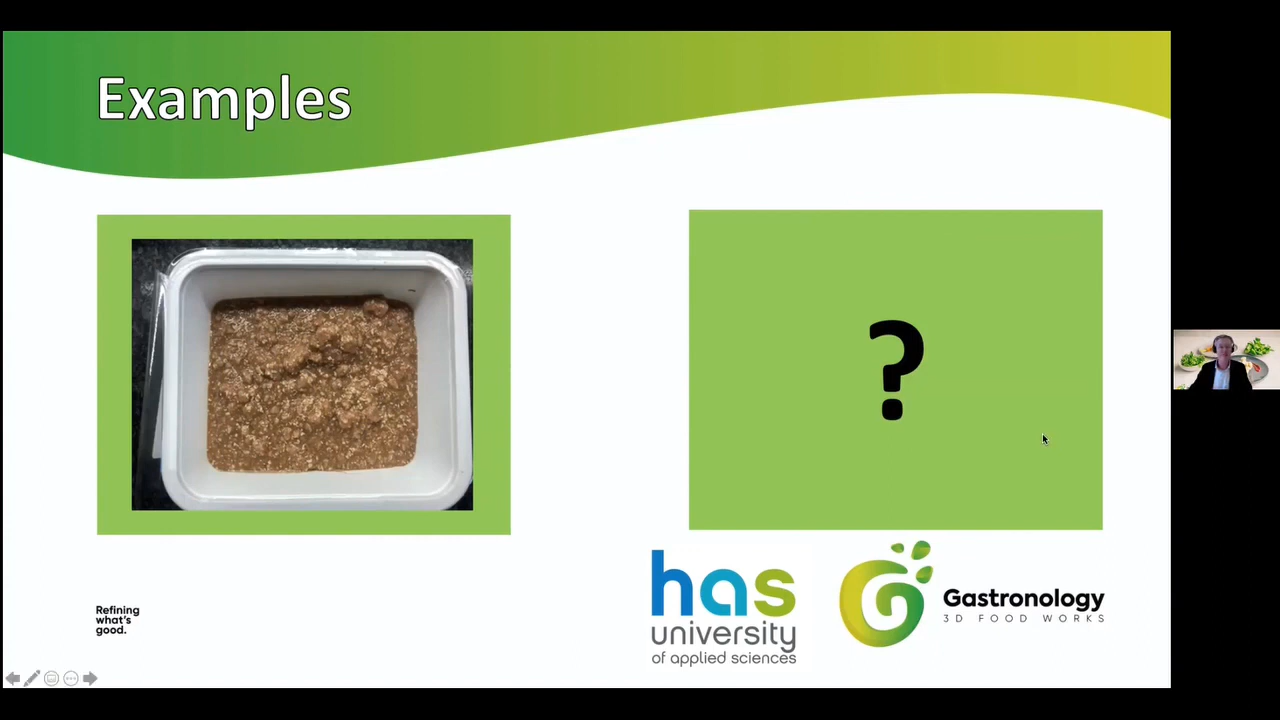 Examples
?
has
university
of applied sciences
Gastronology
3D FOOD WORKS
Refining
what's
good.